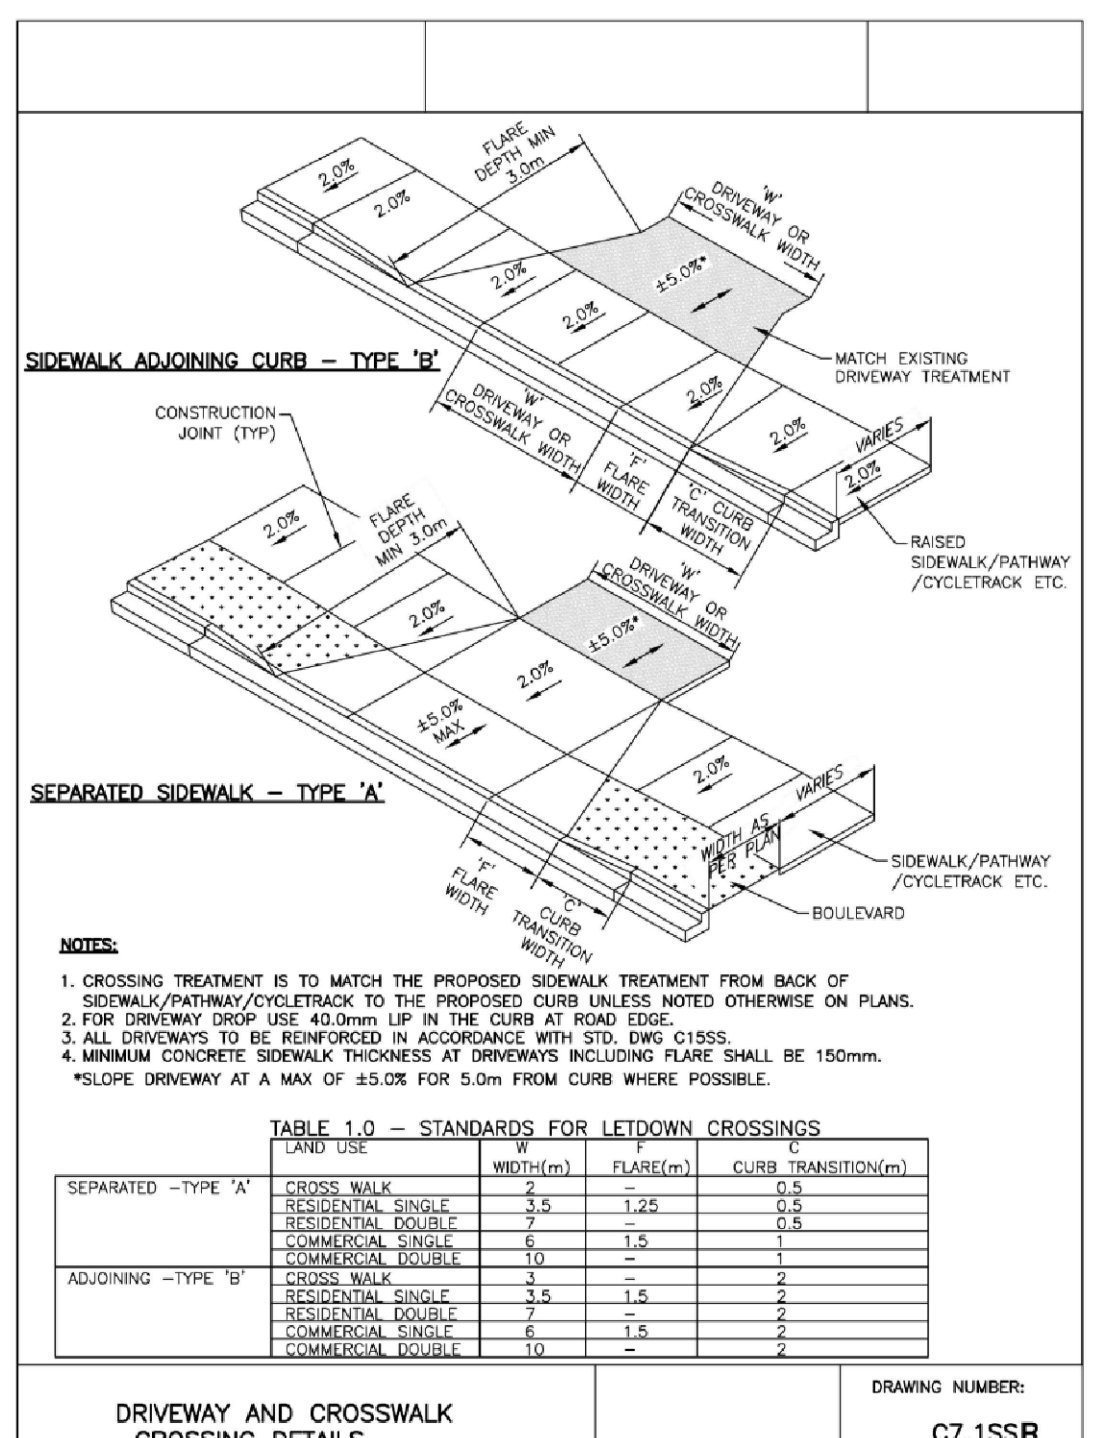 FLARE
DEPTH MIN
3.0m
'W'
DRIVEWAY OR
CROSSWALK WIDTH
2.0%
2.0%
2.0%
2.0%
±5.0%*
MATCH EXISTING
DRIVEWAY TREATMENT
SIDEWALK ADJOINING CURB – TYPE 'B'
2.0%
2.0%
VARIES
2.0%
'W'
DRIVEWAY OR
CROSSWALK WIDTH
'F'
FLARE
WIDTH
'C' CURB
TRANSITION
WIDTH
RAISED
SIDEWALK/PATHWAY
/CYCLETRACK ETC.
CONSTRUCTION
JOINT (TYP)
FLARE
DEPTH
MIN 3.0m
2.0%
2.0%
'W'
DRIVEWAY OR
CROSSWALK WIDTH
±5.0%*
2.0%
±5.0%
MAX
2.0%
SEPARATED SIDEWALK – TYPE 'A'
VARIES
WIDTH AS
PER PLAN
SIDEWALK/PATHWAY
/CYCLETRACK ETC.
BOULEVARD
'F'
FLARE
WIDTH
'C'
CURB
TRANSITION
WIDTH
NOTES:
1. CROSSING TREATMENT IS TO MATCH THE PROPOSED SIDEWALK TREATMENT FROM BACK OF
SIDEWALK/PATHWAY/CYCLETRACK TO THE PROPOSED CURB UNLESS NOTED OTHERWISE ON PLANS.
2. FOR DRIVEWAY DROP USE 40.0mm LIP IN THE CURB AT ROAD EDGE.
3. ALL DRIVEWAYS TO BE REINFORCED IN ACCORDANCE WITH STD. DWG C15SS.
4. MINIMUM CONCRETE SIDEWALK THICKNESS AT DRIVEWAYS INCLUDING FLARE SHALL BE 150mm.
*SLOPE DRIVEWAY AT A MAX OF ±5.0% FOR 5.0m FROM CURB WHERE POSSIBLE.
TABLE 1.0 – STANDARDS FOR LETDOWN CROSSINGS
LAND USE W F C
WIDTH(m) FLARE(m) CURB TRANSITION(m)
SEPARATED –TYPE 'A' CROSS WALK 2 – 0.5
RESIDENTIAL SINGLE 3.5 1.25 0.5
RESIDENTIAL DOUBLE 7 – 0.5
COMMERCIAL SINGLE 6 1.5 1
COMMERCIAL DOUBLE 10 – 1
ADJOINING –TYPE 'B' CROSS WALK 3 – 2
RESIDENTIAL SINGLE 3.5 1.5 2
RESIDENTIAL DOUBLE 7 – 2
COMMERCIAL SINGLE 6 1.5 2
COMMERCIAL DOUBLE 10 – 2
DRAWING NUMBER:
DRIVEWAY AND CROSSWALK
CROSSING DETAILS
C7.1SSR